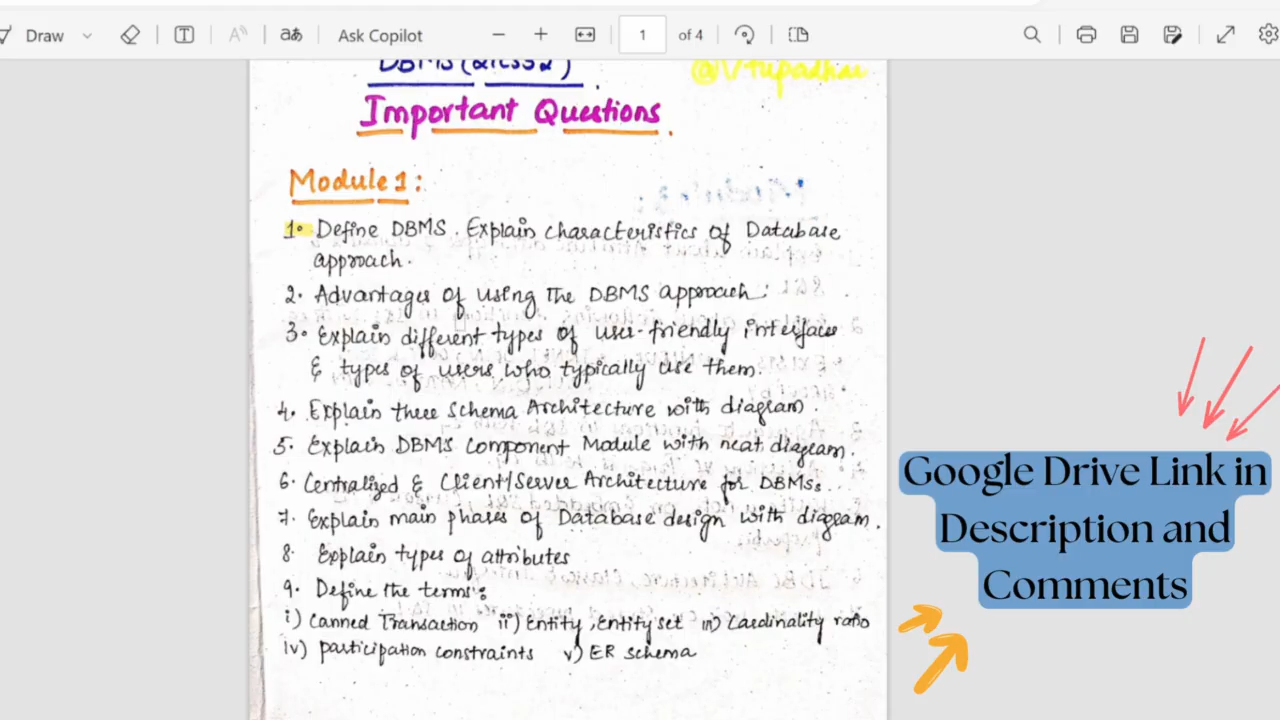 Draw
aあ
Ask Copilot
1
of 4
Important Questions
Module 1:
1. Define DBMS. Explain characteristics of Database
approach.
2. Advantages of using the DBMS approach:
3. Explain different types of user-friendly interfaces
& types of users who typically use them.
4. Explain three Schema Architecture with diagram.
5. Explain DBMS Component Module with neat diagram.
6. Centralized & Client/Server Architecture for DBMSs.
7. Explain main phases of Database design with diagram.
8 Explain types of attributes
9. Define the terms:
i) Canned Transaction ii) Entity, Entity set iii) Cardinality ratio
iv) participation constraints v) ER schema
Google Drive Link in
Description and
Comments